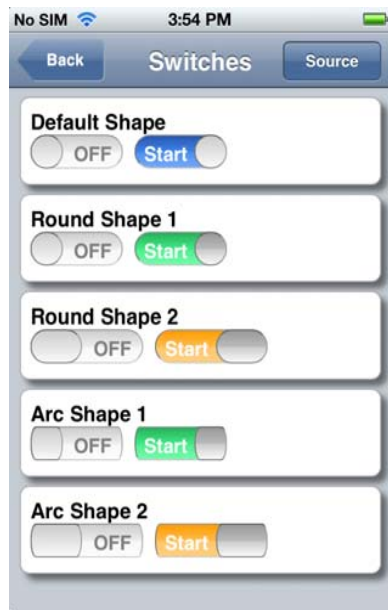 No SIM 3:54 PM
Back Switches Source
Default Shape
OFF Start
Round Shape 1
OFF Start
Round Shape 2
OFF Start
Arc Shape 1
OFF Start
Arc Shape 2
OFF Start